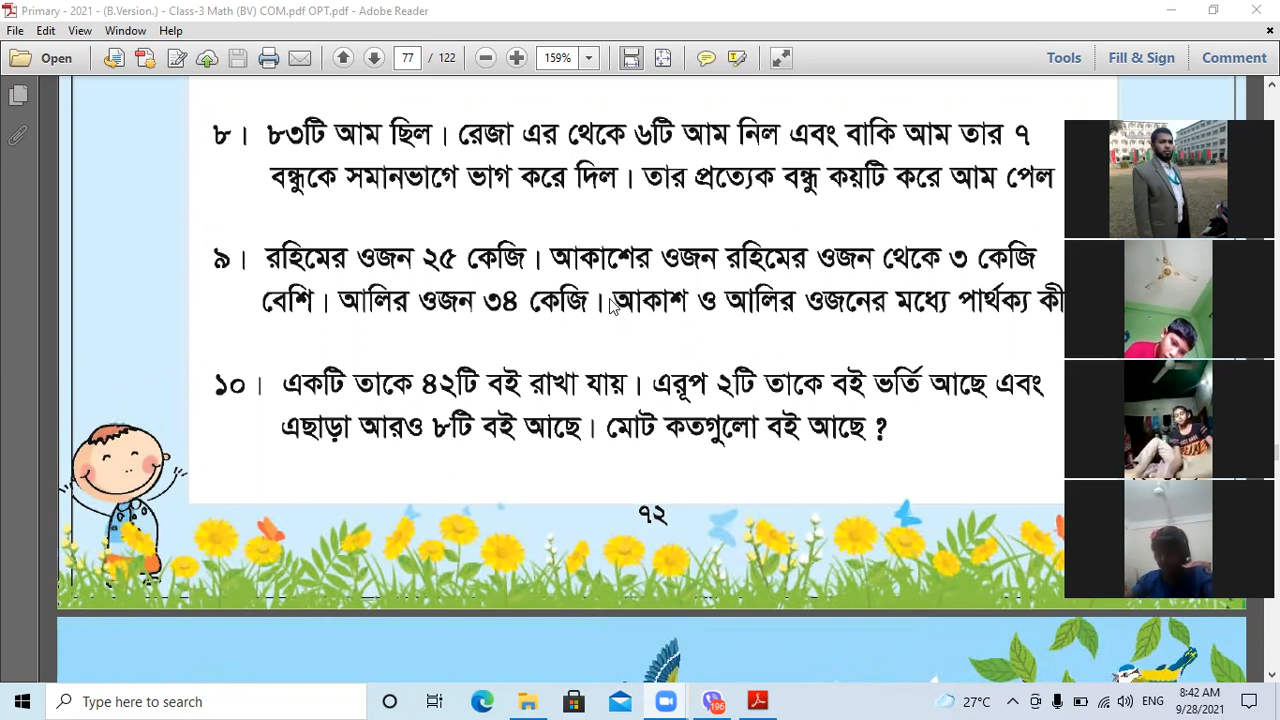 Primary - 2021 - (B.Version.) - Class-3 Math (BV) COM.pdf OPT.pdf - Adobe Reader
File Edit View Window Help
Open 77 / 122 159% Tools Fill & Sign Comment
৮। ৮৩টি আম ছিল। রেজা এর থেকে ৬টি আম নিল এবং বাকি আম তার ৭
বন্ধুকে সমানভাগে ভাগ করে দিল। তার প্রত্যেক বন্ধু কয়টি করে আম পেল
৯। রহিমের ওজন ২৫ কেজি। আকাশের ওজন রহিমের ওজন থেকে ৩ কেজি
বেশি। আলির ওজন ৩৪ কেজি। আকাশ ও আলির ওজনের মধ্যে পার্থক্য কী
১০। একটি তাকে ৪২টি বই রাখা যায়। এরূপ ২টি তাকে বই ভর্তি আছে এবং
এছাড়া আরও ৮টি বই আছে। মোট কতগুলো বই আছে ?
৭২
Type here to search 196 27°C ENG 8:42 AM
9/28/2021